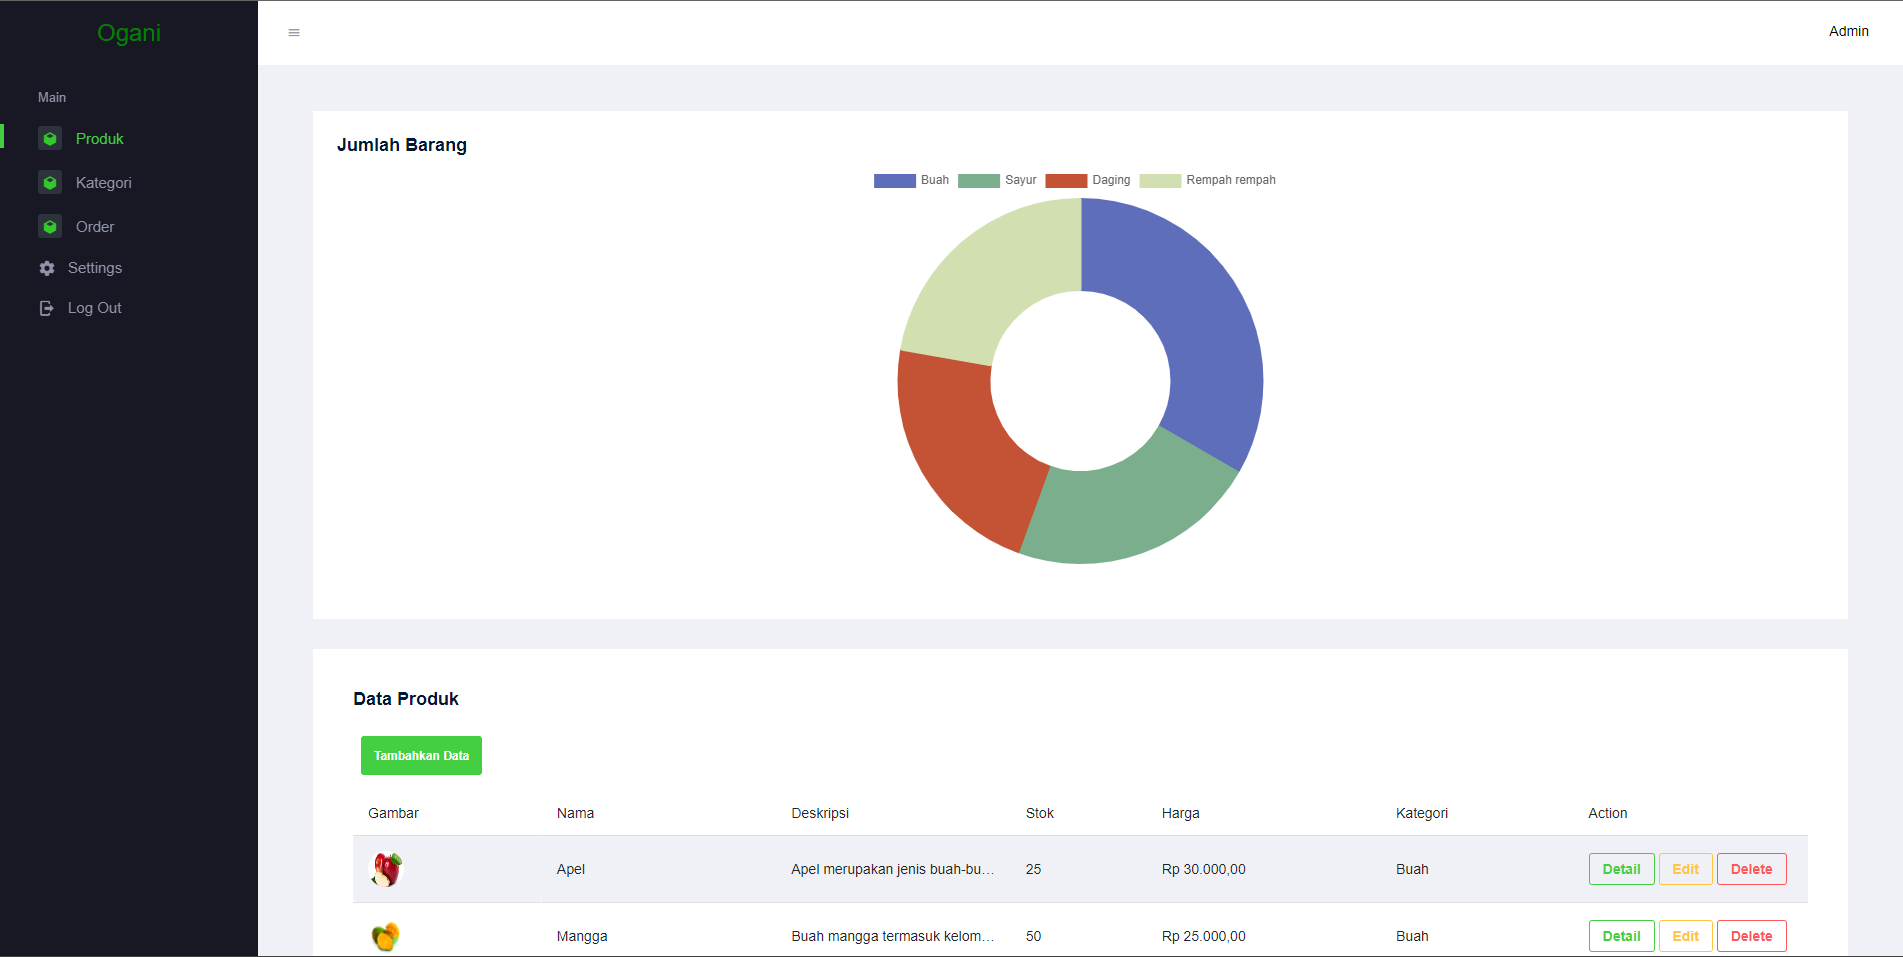 Ogani
Admin
Main
Produk
Kategori
Order
Settings
Log Out
Jumlah Barang
Buah Sayur Daging Rempah rempah
Data Produk
Tambahkan Data
Gambar Nama Deskripsi Stok Harga Kategori Action
Apel Apel merupakan jenis buah-bu... 25 Rp 30.000,00 Buah Detail Edit Delete
Mangga Buah mangga termasuk kelom... 50 Rp 25.000,00 Buah Detail Edit Delete